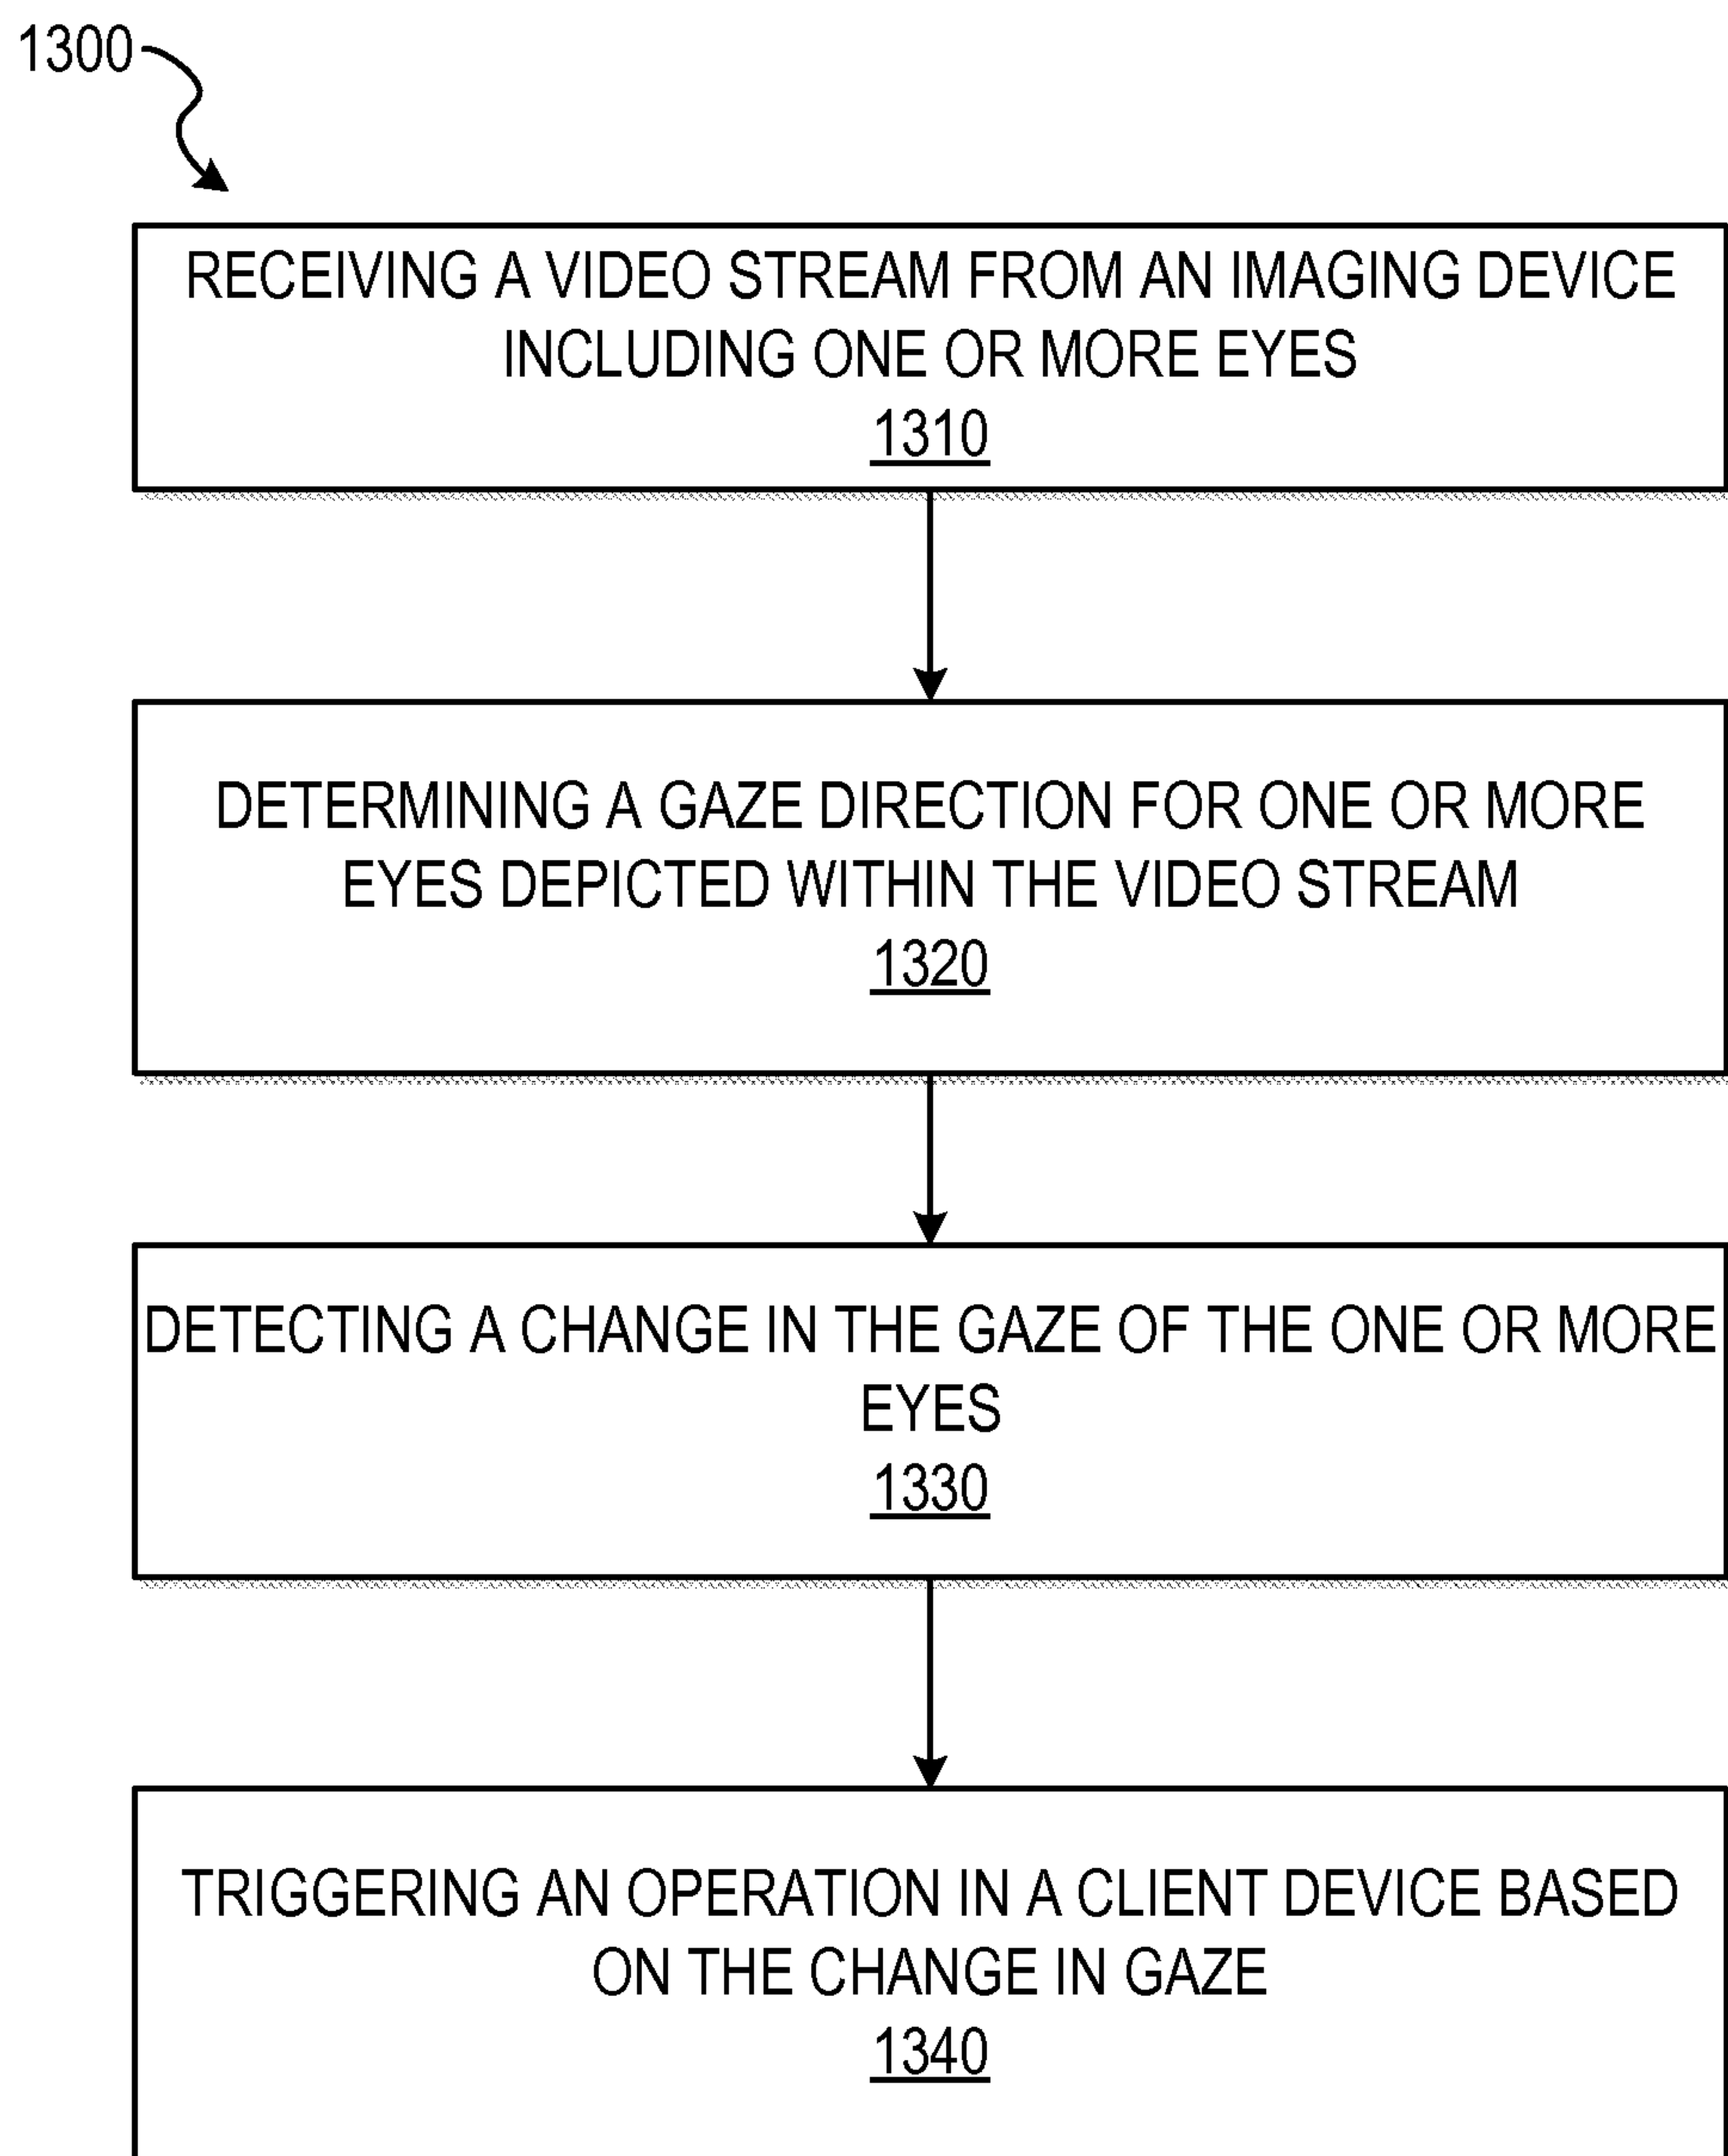 1300
RECEIVING A VIDEO STREAM FROM AN IMAGING DEVICE
INCLUDING ONE OR MORE EYES
1310
DETERMINING A GAZE DIRECTION FOR ONE OR MORE
EYES DEPICTED WITHIN THE VIDEO STREAM
1320
DETECTING A CHANGE IN THE GAZE OF THE ONE OR MORE
EYES
1330
TRIGGERING AN OPERATION IN A CLIENT DEVICE BASED
ON THE CHANGE IN GAZE
1340